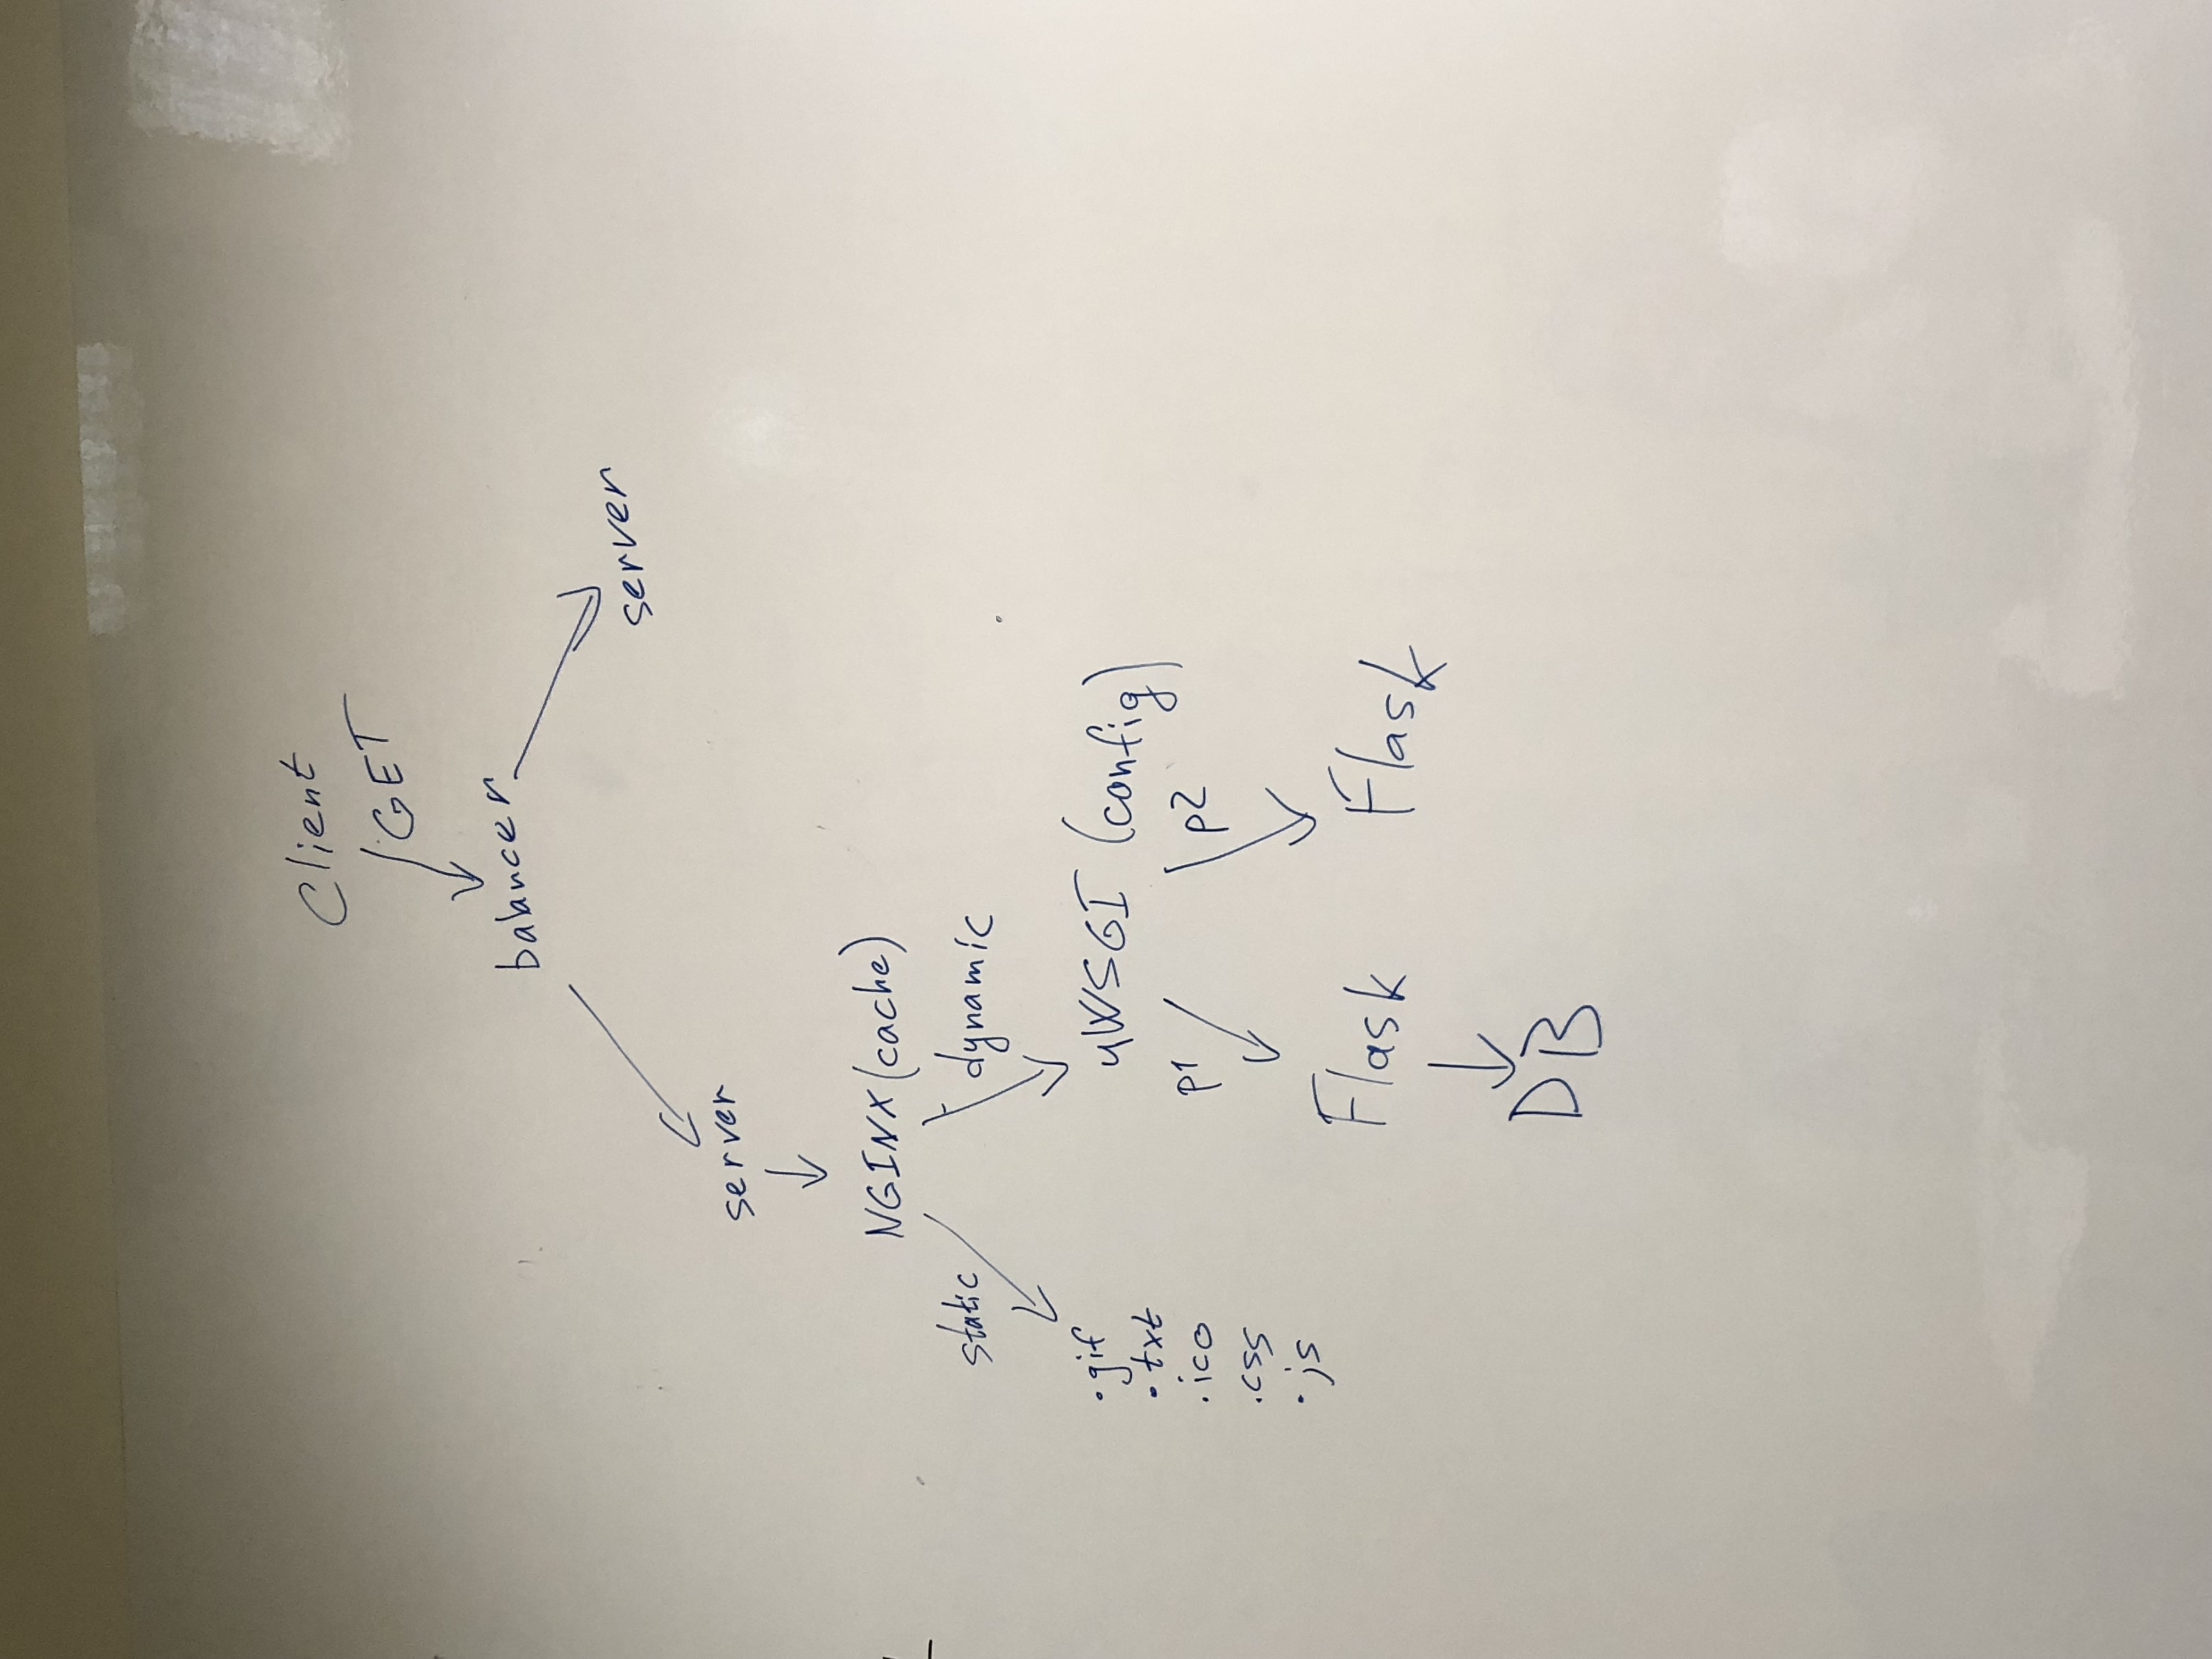 Client
GET
balancer
server
server
NGINX (cache)
static
dynamic
.gif
.txt
.ico
.css
.js
uWSGI (config)
p1
p2
Flask
Flask
DB